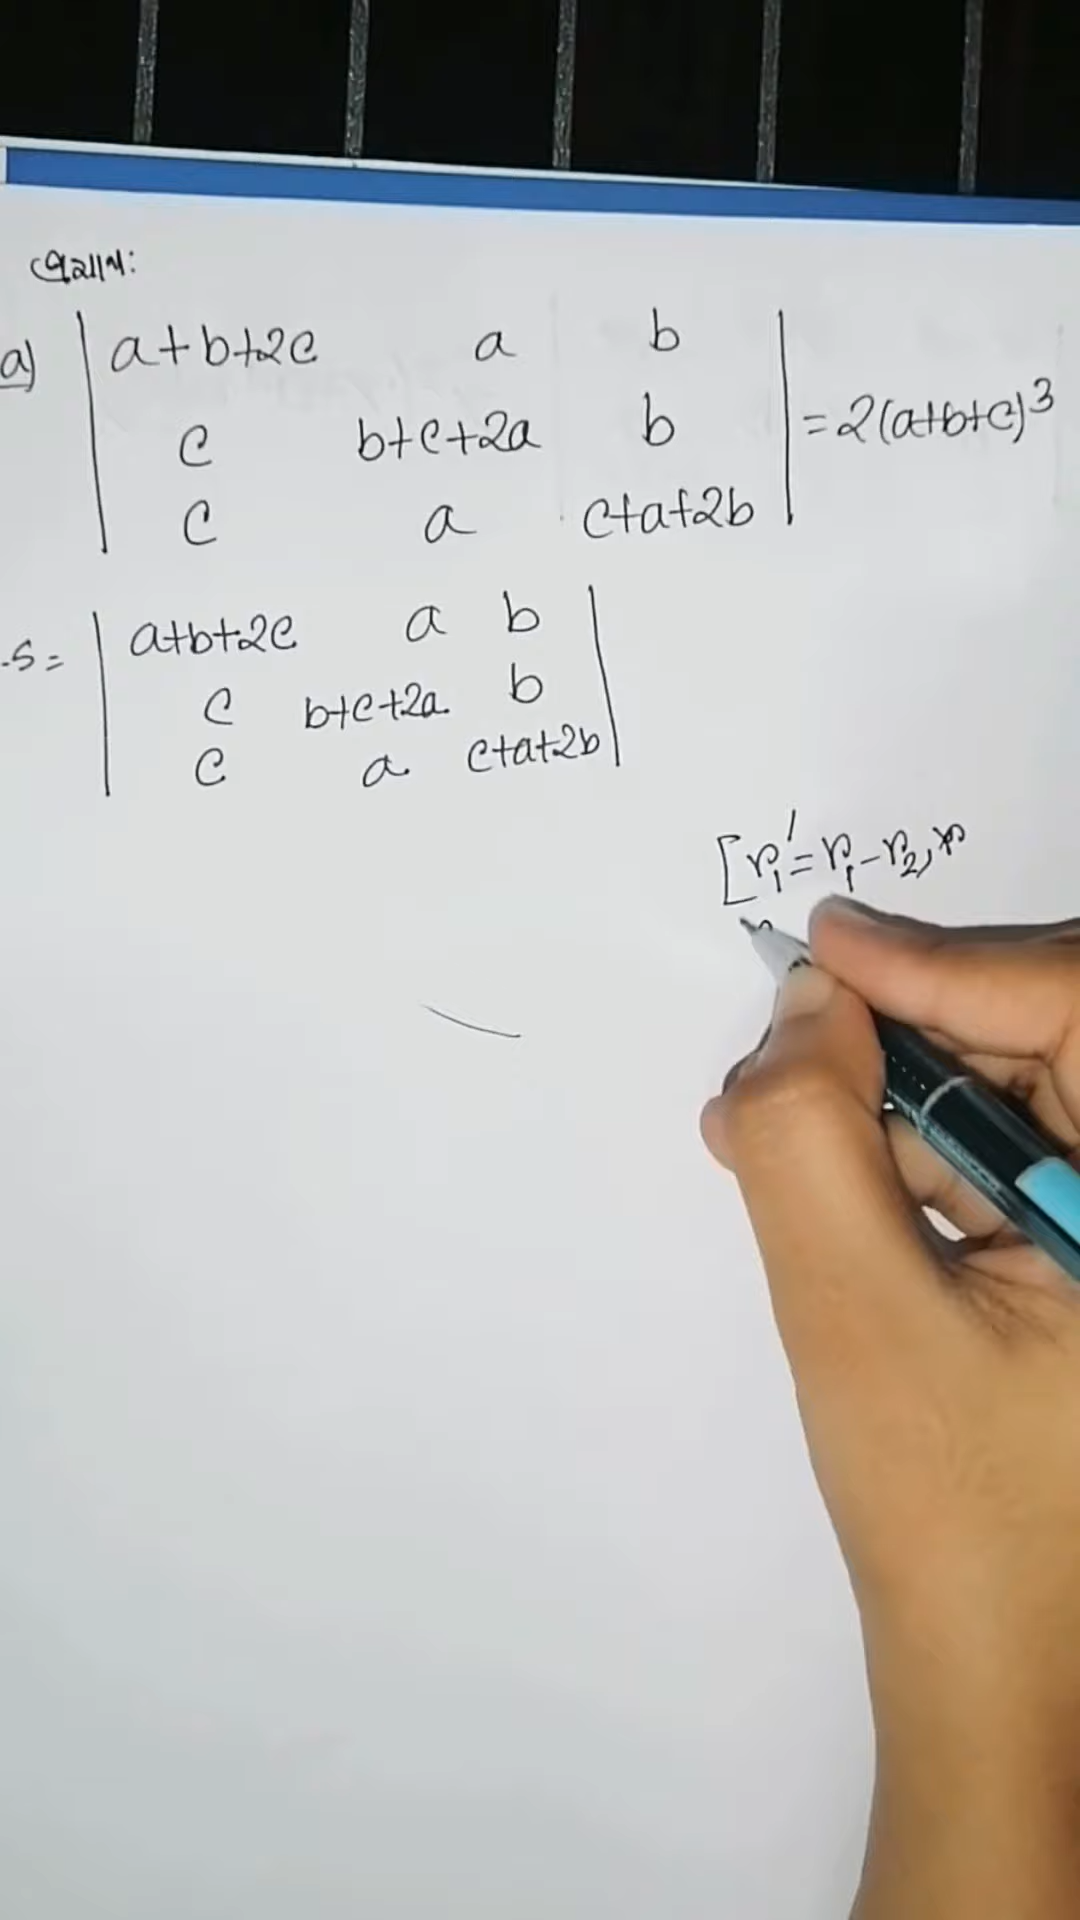 প্রমাণ:
a) | a+b+2c a b |
| c b+c+2a b | = 2(a+b+c)³
| c a c+a+2b |
.S = | a+b+2c a b |
| c b+c+2a b |
| c a c+a+2b |
[r₁′ = r₁ - r₂, r